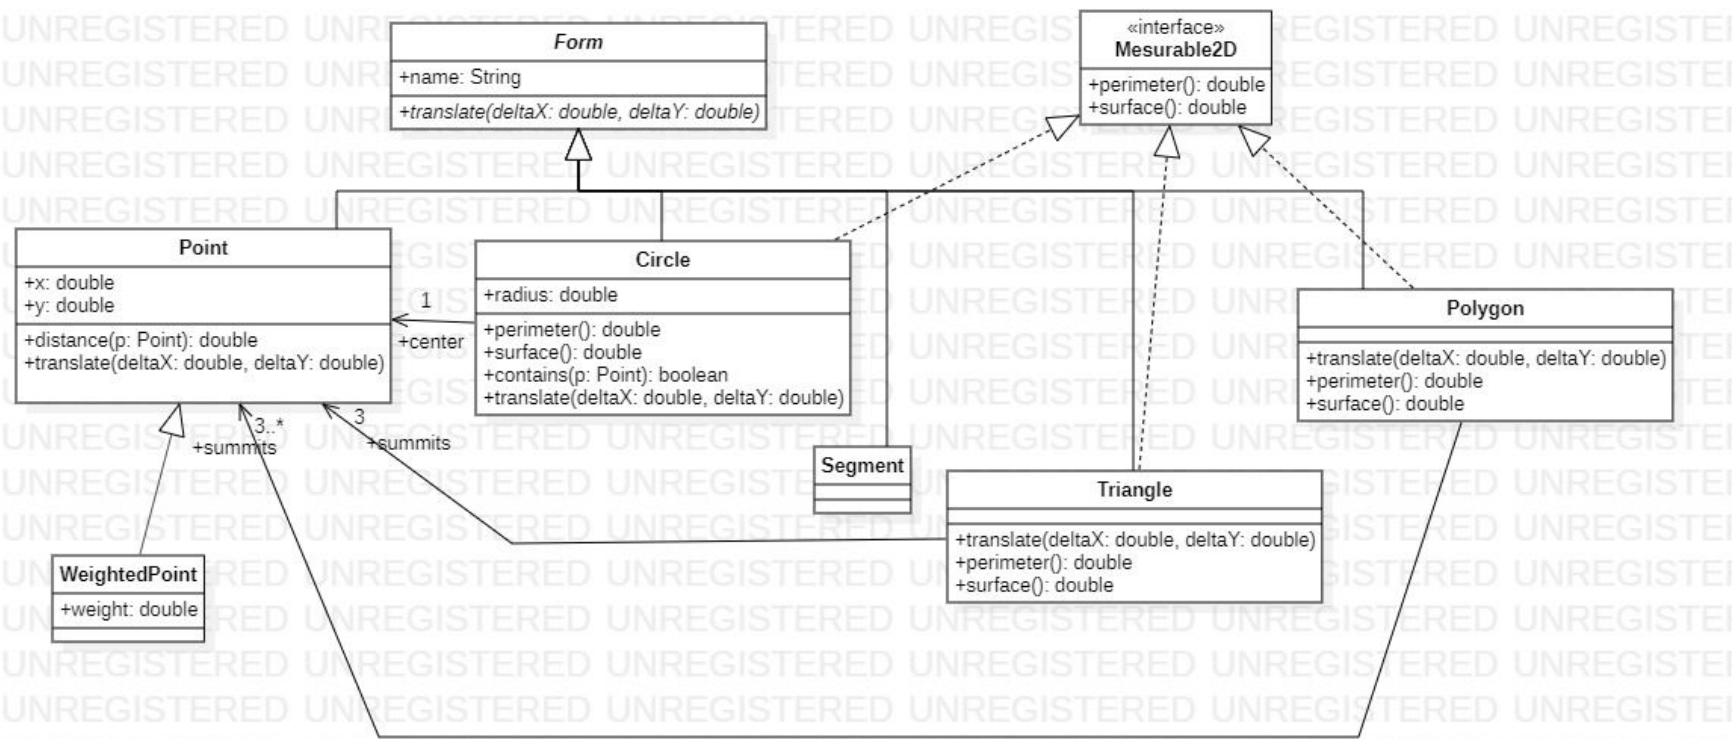 Form
+name: String
+translate(deltaX: double, deltaY: double)
«interface»
Mesurable2D
+perimeter(): double
+surface(): double
Point
+x: double
+y: double
+distance(p: Point): double
+translate(deltaX: double, deltaY: double)
1
+center
Circle
+radius: double
+perimeter(): double
+surface(): double
+contains(p: Point): boolean
+translate(deltaX: double, deltaY: double)
Polygon
+translate(deltaX: double, deltaY: double)
+perimeter(): double
+surface(): double
3..*
+summits
3
+summits
Segment
Triangle
+translate(deltaX: double, deltaY: double)
+perimeter(): double
+surface(): double
WeightedPoint
+weight: double
UNREGISTERED UNREGISTERED UNREGISTERED UNREGISTERED UNREGISTERED UNREGISTE